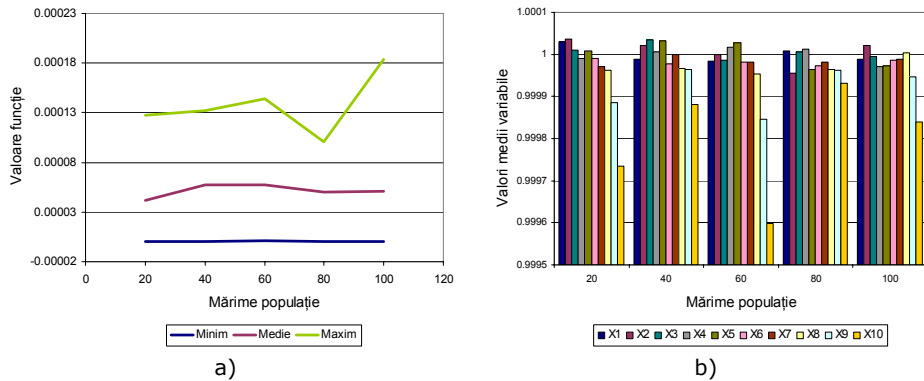 0.00023
0.00018
0.00013
0.00008
0.00003
-0.00002
Valoare funcție
0 20 40 60 80 100 120
Mărime populație
Minim Medie Maxim
a)
1.0001
1
0.9999
0.9998
0.9997
0.9996
0.9995
Valori medii variabile
20 40 60 80 100
Mărime populație
X1 X2 X3 X4 X5 X6 X7 X8 X9 X10
b)